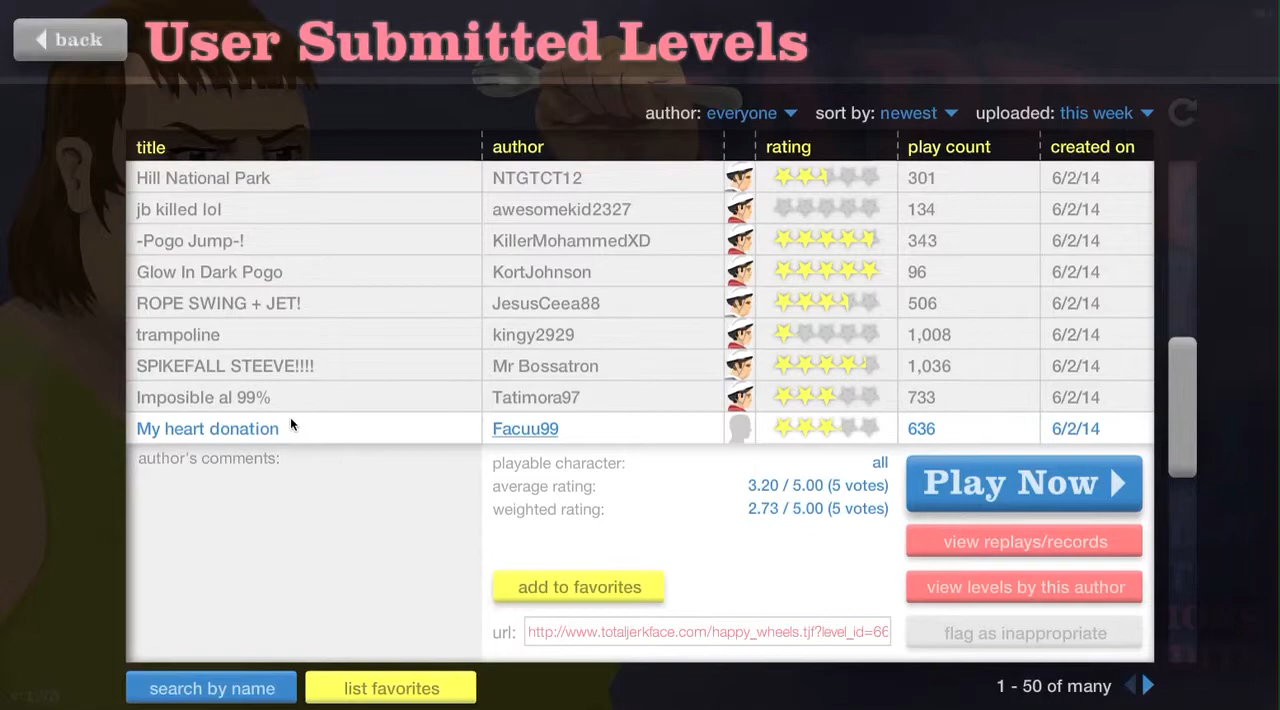 back
User Submitted Levels
author: everyone sort by: newest uploaded: this week
title author rating play count created on
Hill National Park NTGTCT12 301 6/2/14
jb killed lol awesomekid2327 134 6/2/14
-Pogo Jump-! KillerMohammedXD 343 6/2/14
Glow In Dark Pogo KortJohnson 96 6/2/14
ROPE SWING + JET! JesusCeea88 506 6/2/14
trampoline kingy2929 1,008 6/2/14
SPIKEFALL STEEVE!!!! Mr Bossatron 1,036 6/2/14
Imposible al 99% Tatimora97 733 6/2/14
My heart donation Facuu99 636 6/2/14
author's comments:
playable character: all
average rating: 3.20 / 5.00 (5 votes)
weighted rating: 2.73 / 5.00 (5 votes)
Play Now
view replays/records
add to favorites
view levels by this author
url: http://www.totaljerkface.com/happy_wheels.tjf?level_id=66
flag as inappropriate
search by name list favorites 1 - 50 of many